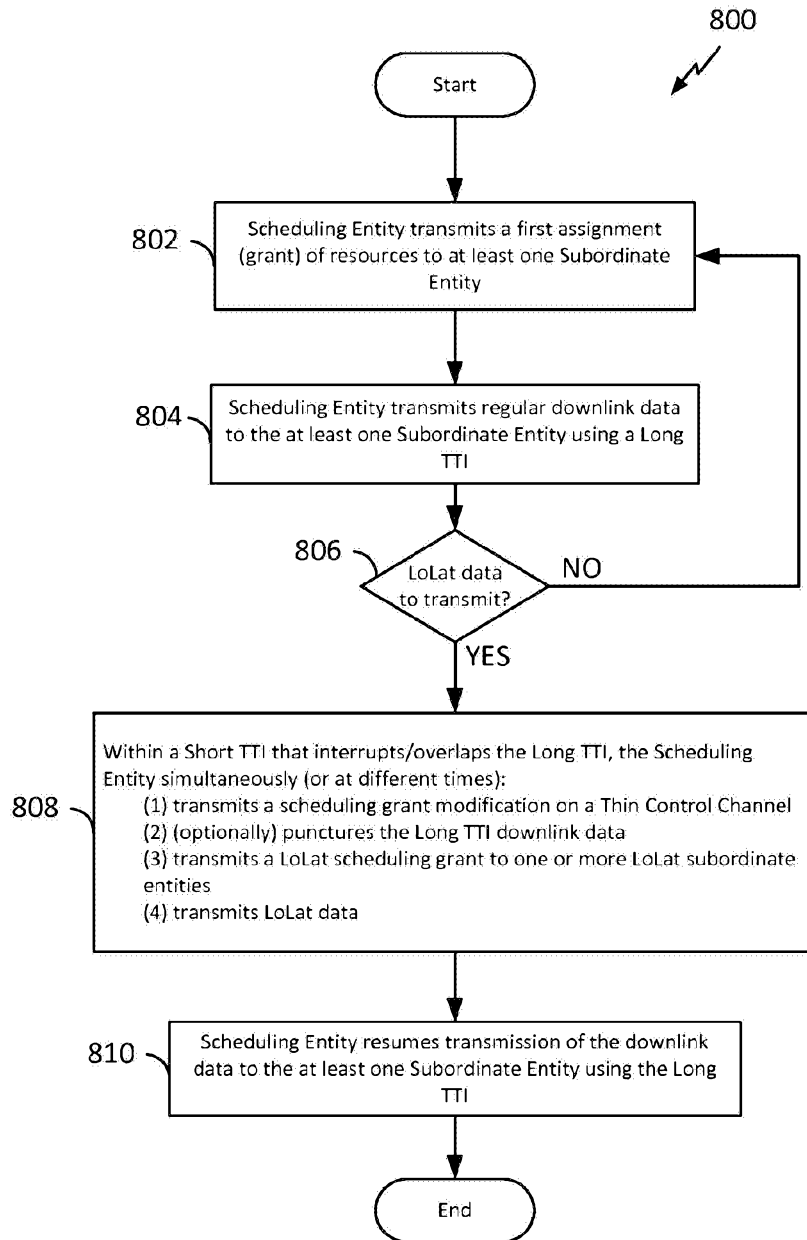 800
Start
802
Scheduling Entity transmits a first assignment
(grant) of resources to at least one Subordinate
Entity
804
Scheduling Entity transmits regular downlink data
to the at least one Subordinate Entity using a Long
TTI
806
LoLat data
to transmit?
NO
YES
808
Within a Short TTI that interrupts/overlaps the Long TTI, the Scheduling
Entity simultaneously (or at different times):
(1) transmits a scheduling grant modification on a Thin Control Channel
(2) (optionally) punctures the Long TTI downlink data
(3) transmits a LoLat scheduling grant to one or more LoLat subordinate
entities
(4) transmits LoLat data
810
Scheduling Entity resumes transmission of the downlink
data to the at least one Subordinate Entity using the Long
TTI
End